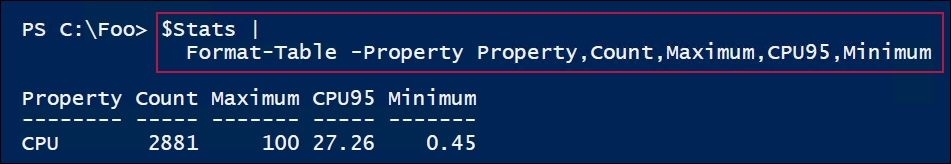 PS C:\Foo> $Stats |
Format-Table -Property Property,Count,Maximum,CPU95,Minimum
Property Count Maximum CPU95 Minimum
-------- ----- ------- ----- -------
CPU 2881 100 27.26 0.45